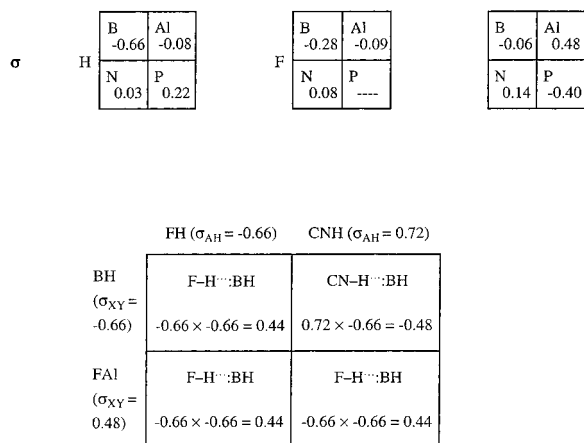 B Al B Al B Al
-0.66 -0.08 -0.28 -0.09 -0.06 0.48
σ H F
N P N P N P
0.03 0.22 0.08 ---- 0.14 -0.40
FH (σAH = -0.66) CNH (σAH = 0.72)
BH
(σXY =
-0.66)
F–H···:BH CN–H···:BH
-0.66 × -0.66 = 0.44 0.72 × -0.66 = -0.48
FAl
(σXY =
0.48)
F–H···:BH F–H···:BH
-0.66 × -0.66 = 0.44 -0.66 × -0.66 = 0.44